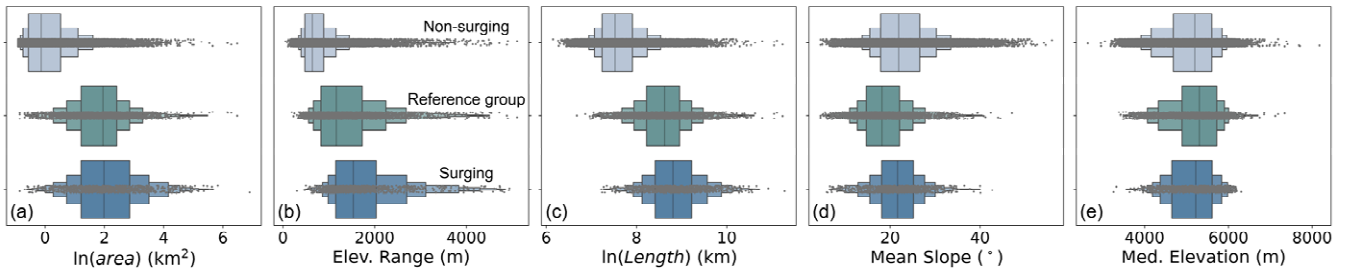 Non-surging
Reference group
Surging
(a)
(b)
(c)
(d)
(e)
0 2 4 6
0 2000 4000
6 8 10
20 40
4000 6000 8000
ln(area) (km²)
Elev. Range (m)
ln(Length) (km)
Mean Slope (°)
Med. Elevation (m)